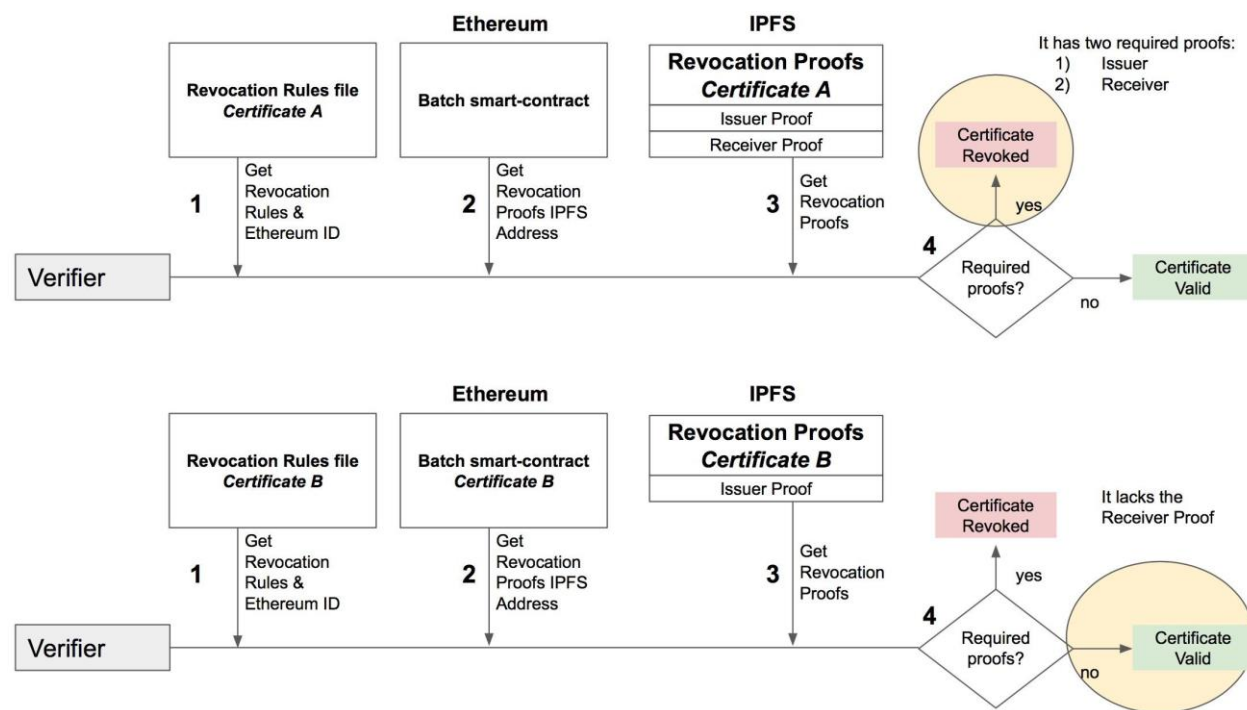 Ethereum
IPFS
Revocation Rules file
Certificate A
Batch smart-contract
Revocation Proofs
Certificate A
Issuer Proof
Receiver Proof
It has two required proofs:
1) Issuer
2) Receiver
Certificate
Revoked
1
Get
Revocation
Rules &
Ethereum ID
2
Get
Revocation
Proofs IPFS
Address
3
Get
Revocation
Proofs
yes
4
Verifier
Required
proofs?
no
Certificate
Valid
Ethereum
IPFS
Revocation Rules file
Certificate B
Batch smart-contract
Certificate B
Revocation Proofs
Certificate B
Issuer Proof
Certificate
Revoked
It lacks the
Receiver Proof
1
Get
Revocation
Rules &
Ethereum ID
2
Get
Revocation
Proofs IPFS
Address
3
Get
Revocation
Proofs
yes
4
Verifier
Required
proofs?
no
Certificate
Valid